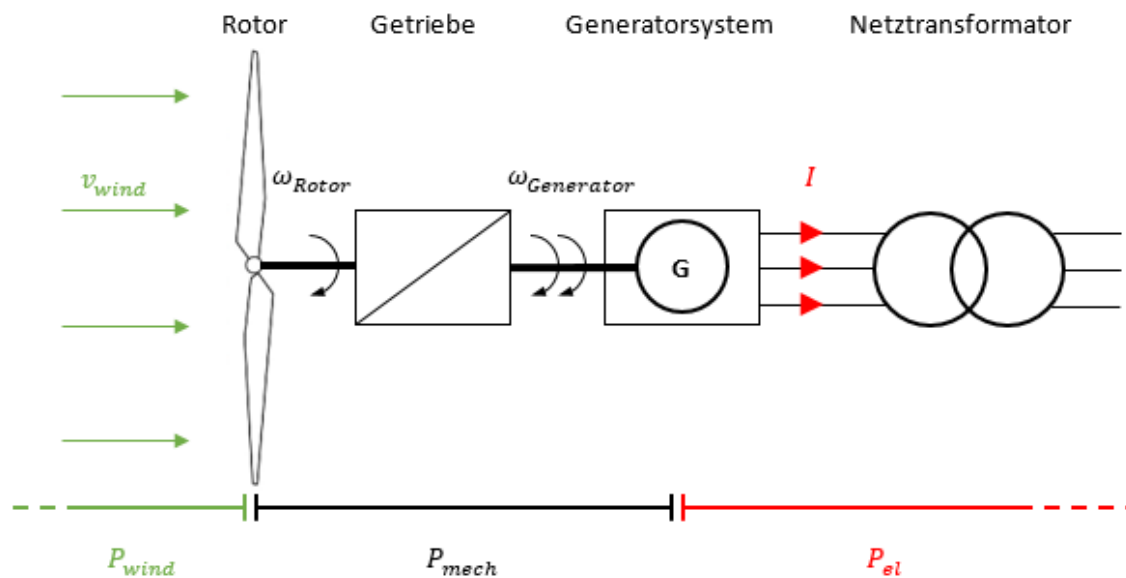 Rotor Getriebe Generatorsystem Netztransformator
v_wind ω_Rotor ω_Generator I
G
P_wind P_mech P_el